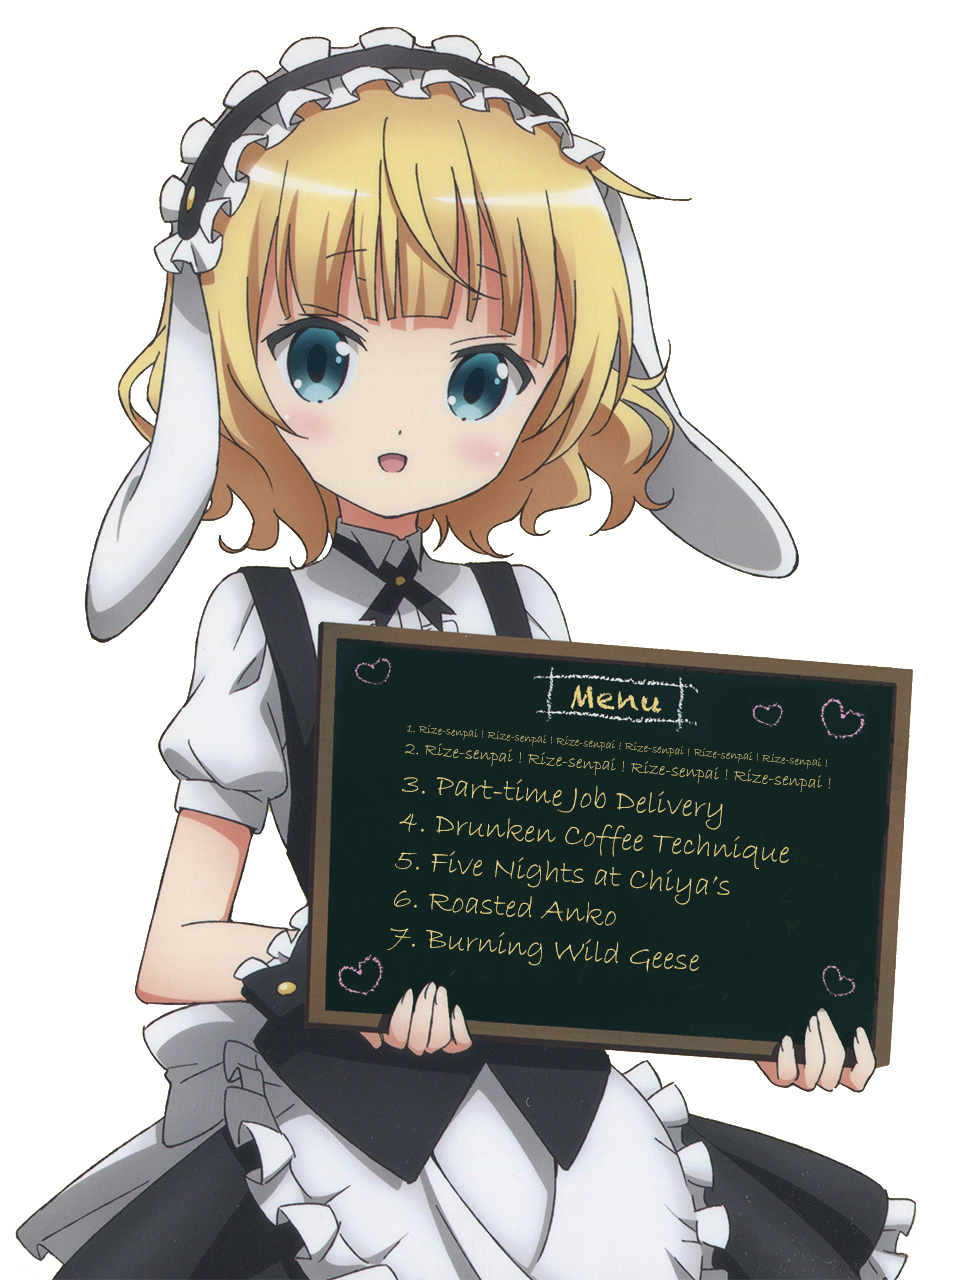 Menu
1. Rize-senpai ! Rize-senpai ! Rize-senpai ! Rize-senpai ! Rize-senpai ! Rize-senpai !
2. Rize-senpai ! Rize-senpai ! Rize-senpai ! Rize-senpai !
3. Part-time Job Delivery
4. Drunken Coffee Technique
5. Five Nights at Chiya's
6. Roasted Anko
7. Burning Wild Geese